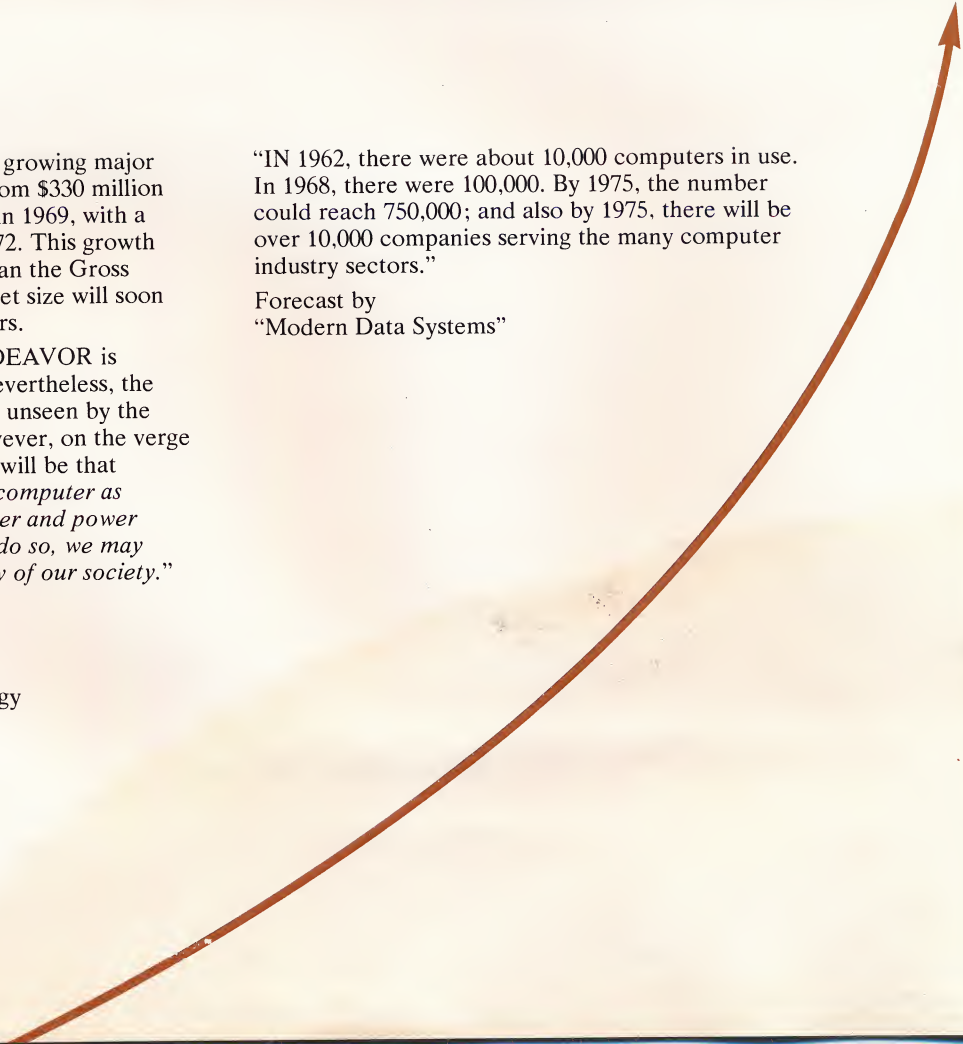 growing major
om $330 million
n 1969, with a
72. This growth
an the Gross
et size will soon
rs.
DEAVOR is
evertheless, the
unseen by the
ever, on the verge
will be that
computer as
er and power
do so, we may
y of our society.”
gy
“IN 1962, there were about 10,000 computers in use.
In 1968, there were 100,000. By 1975, the number
could reach 750,000; and also by 1975, there will be
over 10,000 companies serving the many computer
industry sectors.”
Forecast by
“Modern Data Systems”